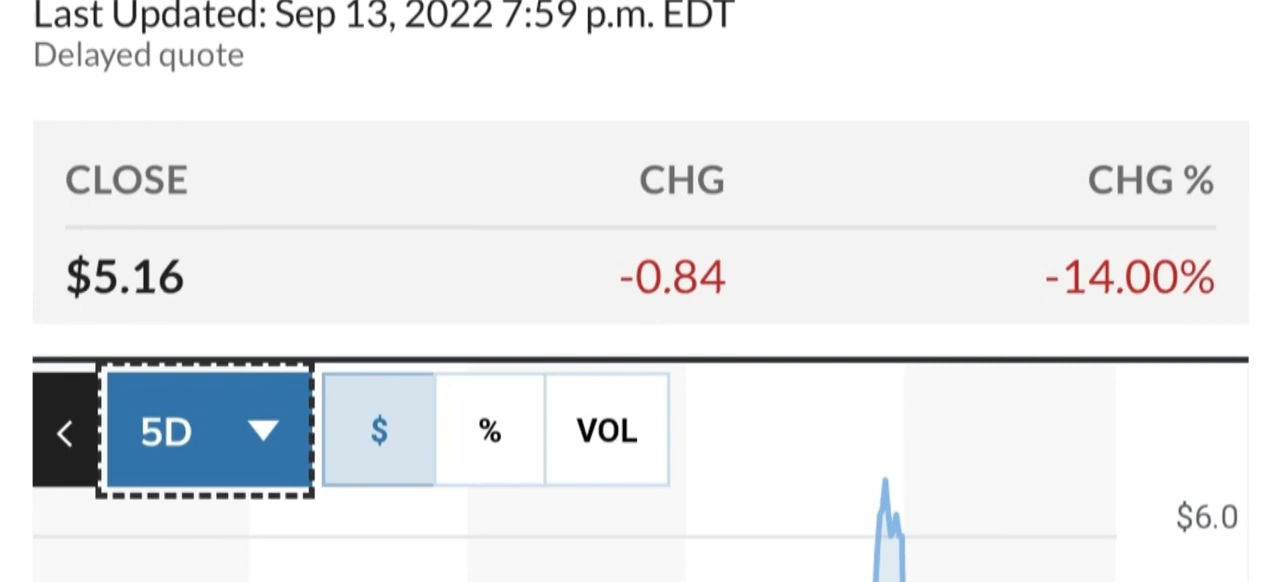 Last Updated: Sep 13, 2022 7:59 p.m. EDT
Delayed quote
CLOSE CHG CHG %
$5.16 -0.84 -14.00%
5D $ % VOL
$6.0